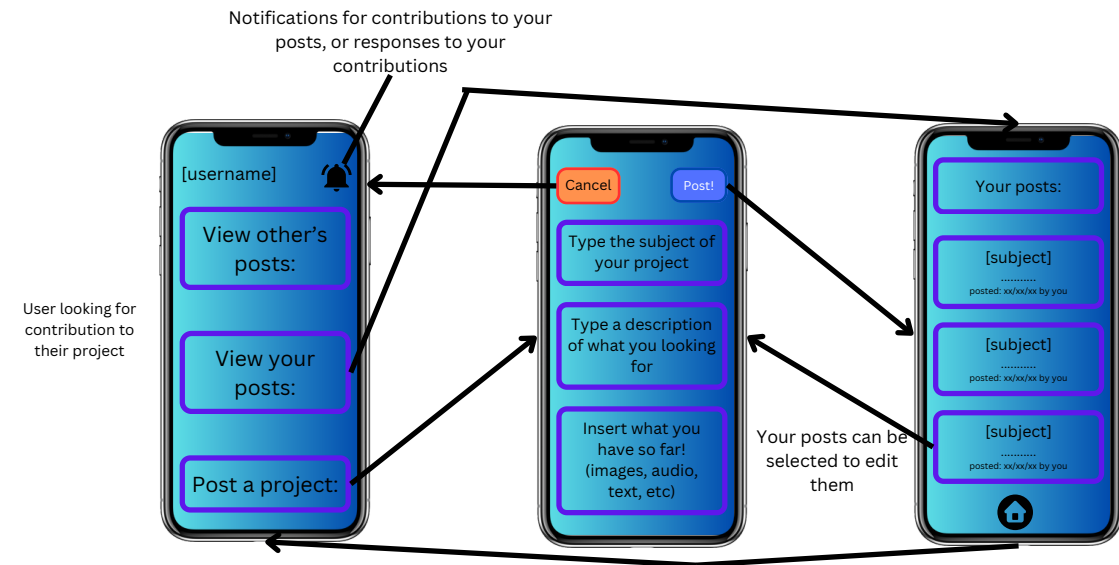 Notifications for contributions to your
posts, or responses to your
contributions
User looking for
contribution to
their project
[username]
View other's
posts:
View your
posts:
Post a project:
Cancel
Post!
Type the subject of
your project
Type a description
of what you looking
for
Insert what you
have so far!
(images, audio,
text, etc)
Your posts can be
selected to edit
them
Your posts:
[subject]
...........
posted: xx/xx/xx by you
[subject]
...........
posted: xx/xx/xx by you
[subject]
...........
posted: xx/xx/xx by you